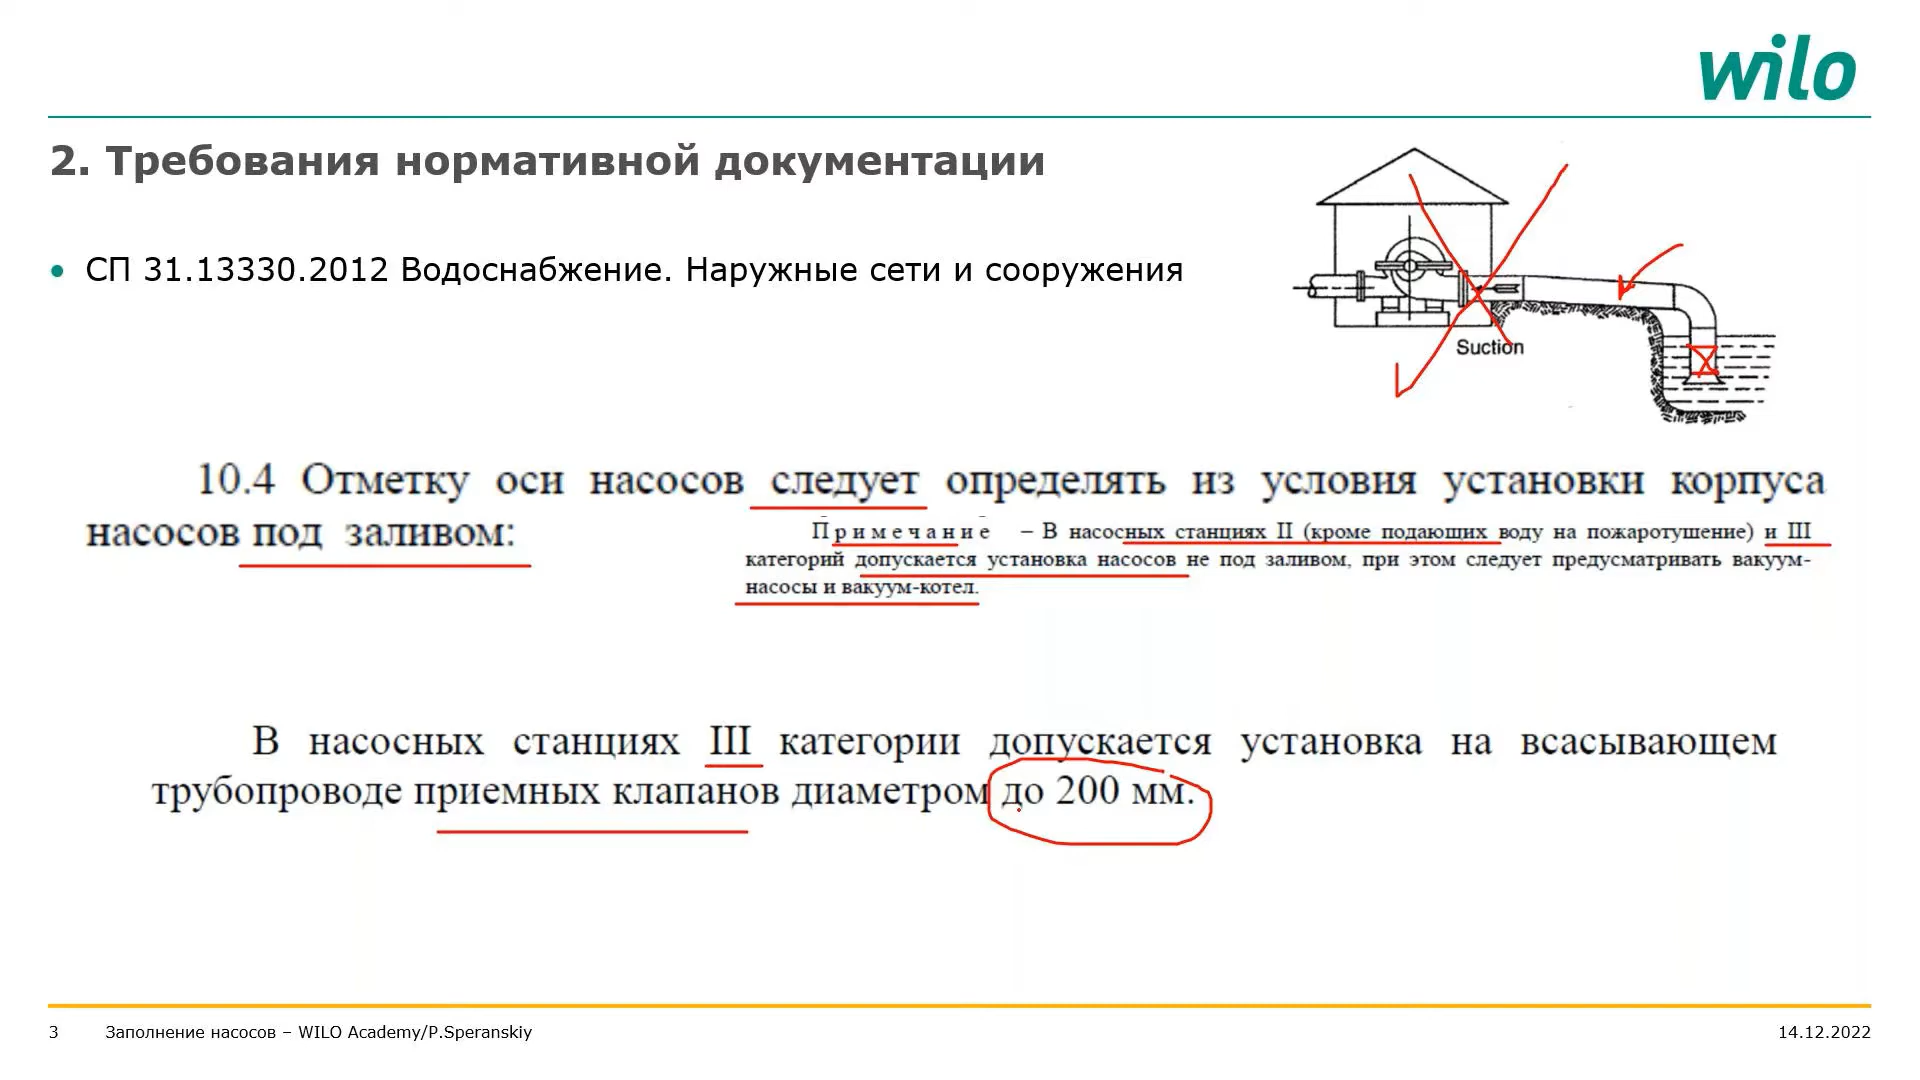 wilo
2. Требования нормативной документации
• СП 31.13330.2012 Водоснабжение. Наружные сети и сооружения
Suction
10.4 Отметку оси насосов следует определять из условия установки корпуса
насосов под заливом:
Примечание – В насосных станциях II (кроме подающих воду на пожаротушение) и III
категорий допускается установка насосов не под заливом, при этом следует предусматривать вакуум-
насосы и вакуум-котел.
В насосных станциях III категории допускается установка на всасывающем
трубопроводе приемных клапанов диаметром до 200 мм.
3 Заполнение насосов – WILO Academy/P.Speranskiy 14.12.2022